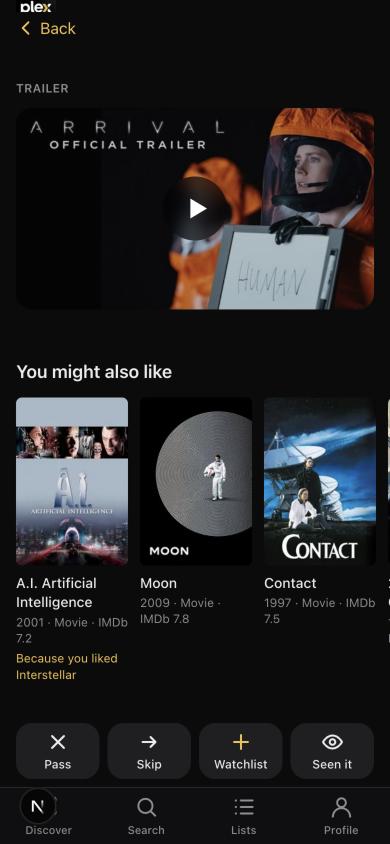 plex
Back
TRAILER
ARRIVAL
OFFICIAL TRAILER
HUMAN
You might also like
A.I.
ARTIFICIAL INTELLIGENCE
MOON
CONTACT
A.I. Artificial
Intelligence
2001 · Movie · IMDb
7.2
Because you liked
Interstellar
Moon
2009 · Movie ·
IMDb 7.8
Contact
1997 · Movie · IMDb
7.5
Pass
Skip
Watchlist
Seen it
N
Discover
Search
Lists
Profile